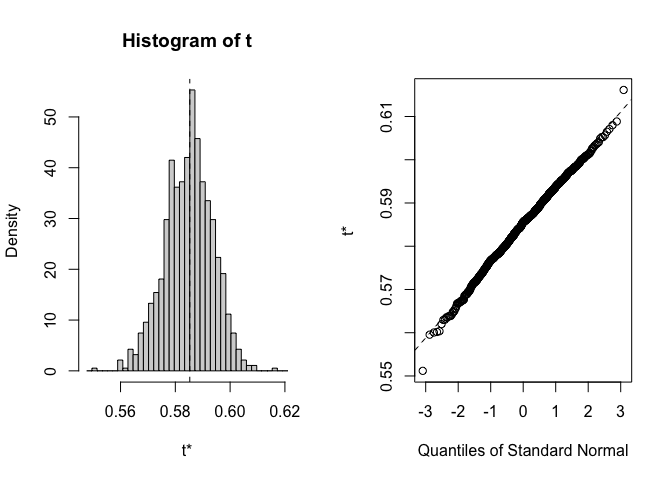 Histogram of t
Density
0 10 20 30 40 50
0.56 0.58 0.60 0.62
t*
t*
0.55 0.57 0.59 0.61
-3 -2 -1 0 1 2 3
Quantiles of Standard Normal